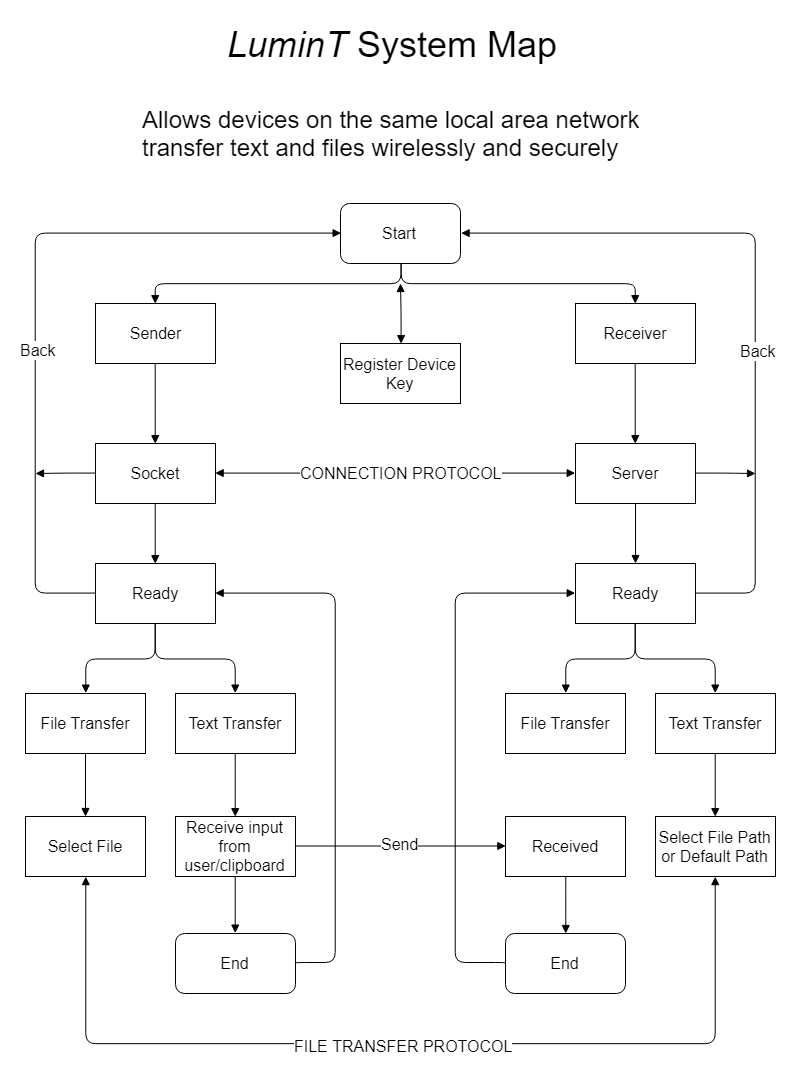 LuminT System Map
Allows devices on the same local area network
transfer text and files wirelessly and securely
Start
Sender
Receiver
Back
Register Device
Key
Back
Socket
CONNECTION PROTOCOL
Server
Ready
Ready
File Transfer
Text Transfer
File Transfer
Text Transfer
Select File
Receive input
from
user/clipboard
Send
Received
Select File Path
or Default Path
End
End
FILE TRANSFER PROTOCOL